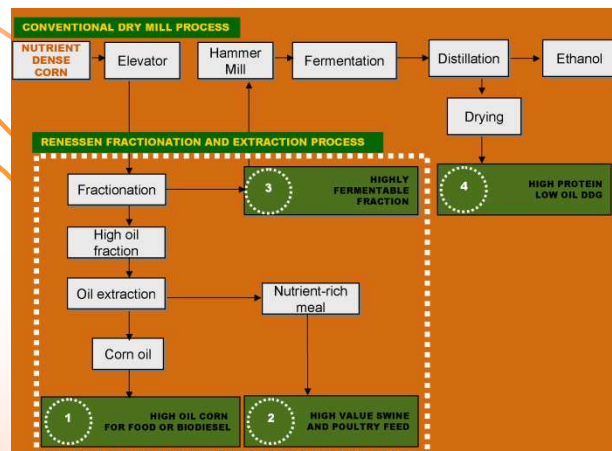 CONVENTIONAL DRY MILL PROCESS
NUTRIENT
DENSE
CORN
Elevator
Hammer
Mill
Fermentation
Distillation
Ethanol
Drying
RENESSEN FRACTIONATION AND EXTRACTION PROCESS
Fractionation
3
HIGHLY
FERMENTABLE
FRACTION
4
HIGH PROTEIN
LOW OIL DDG
High oil
fraction
Oil extraction
Nutrient-rich
meal
Corn oil
1
HIGH OIL CORN
FOR FOOD OR BIODIESEL
2
HIGH VALUE SWINE
AND POULTRY FEED